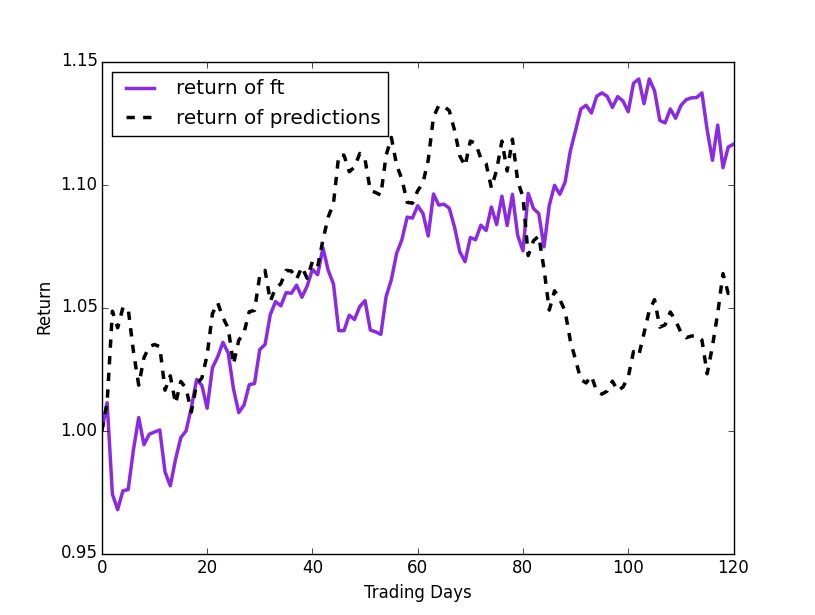 1.15
return of ft
return of predictions
1.10
1.05
Return
1.00
0.95
0 20 40 60 80 100 120
Trading Days